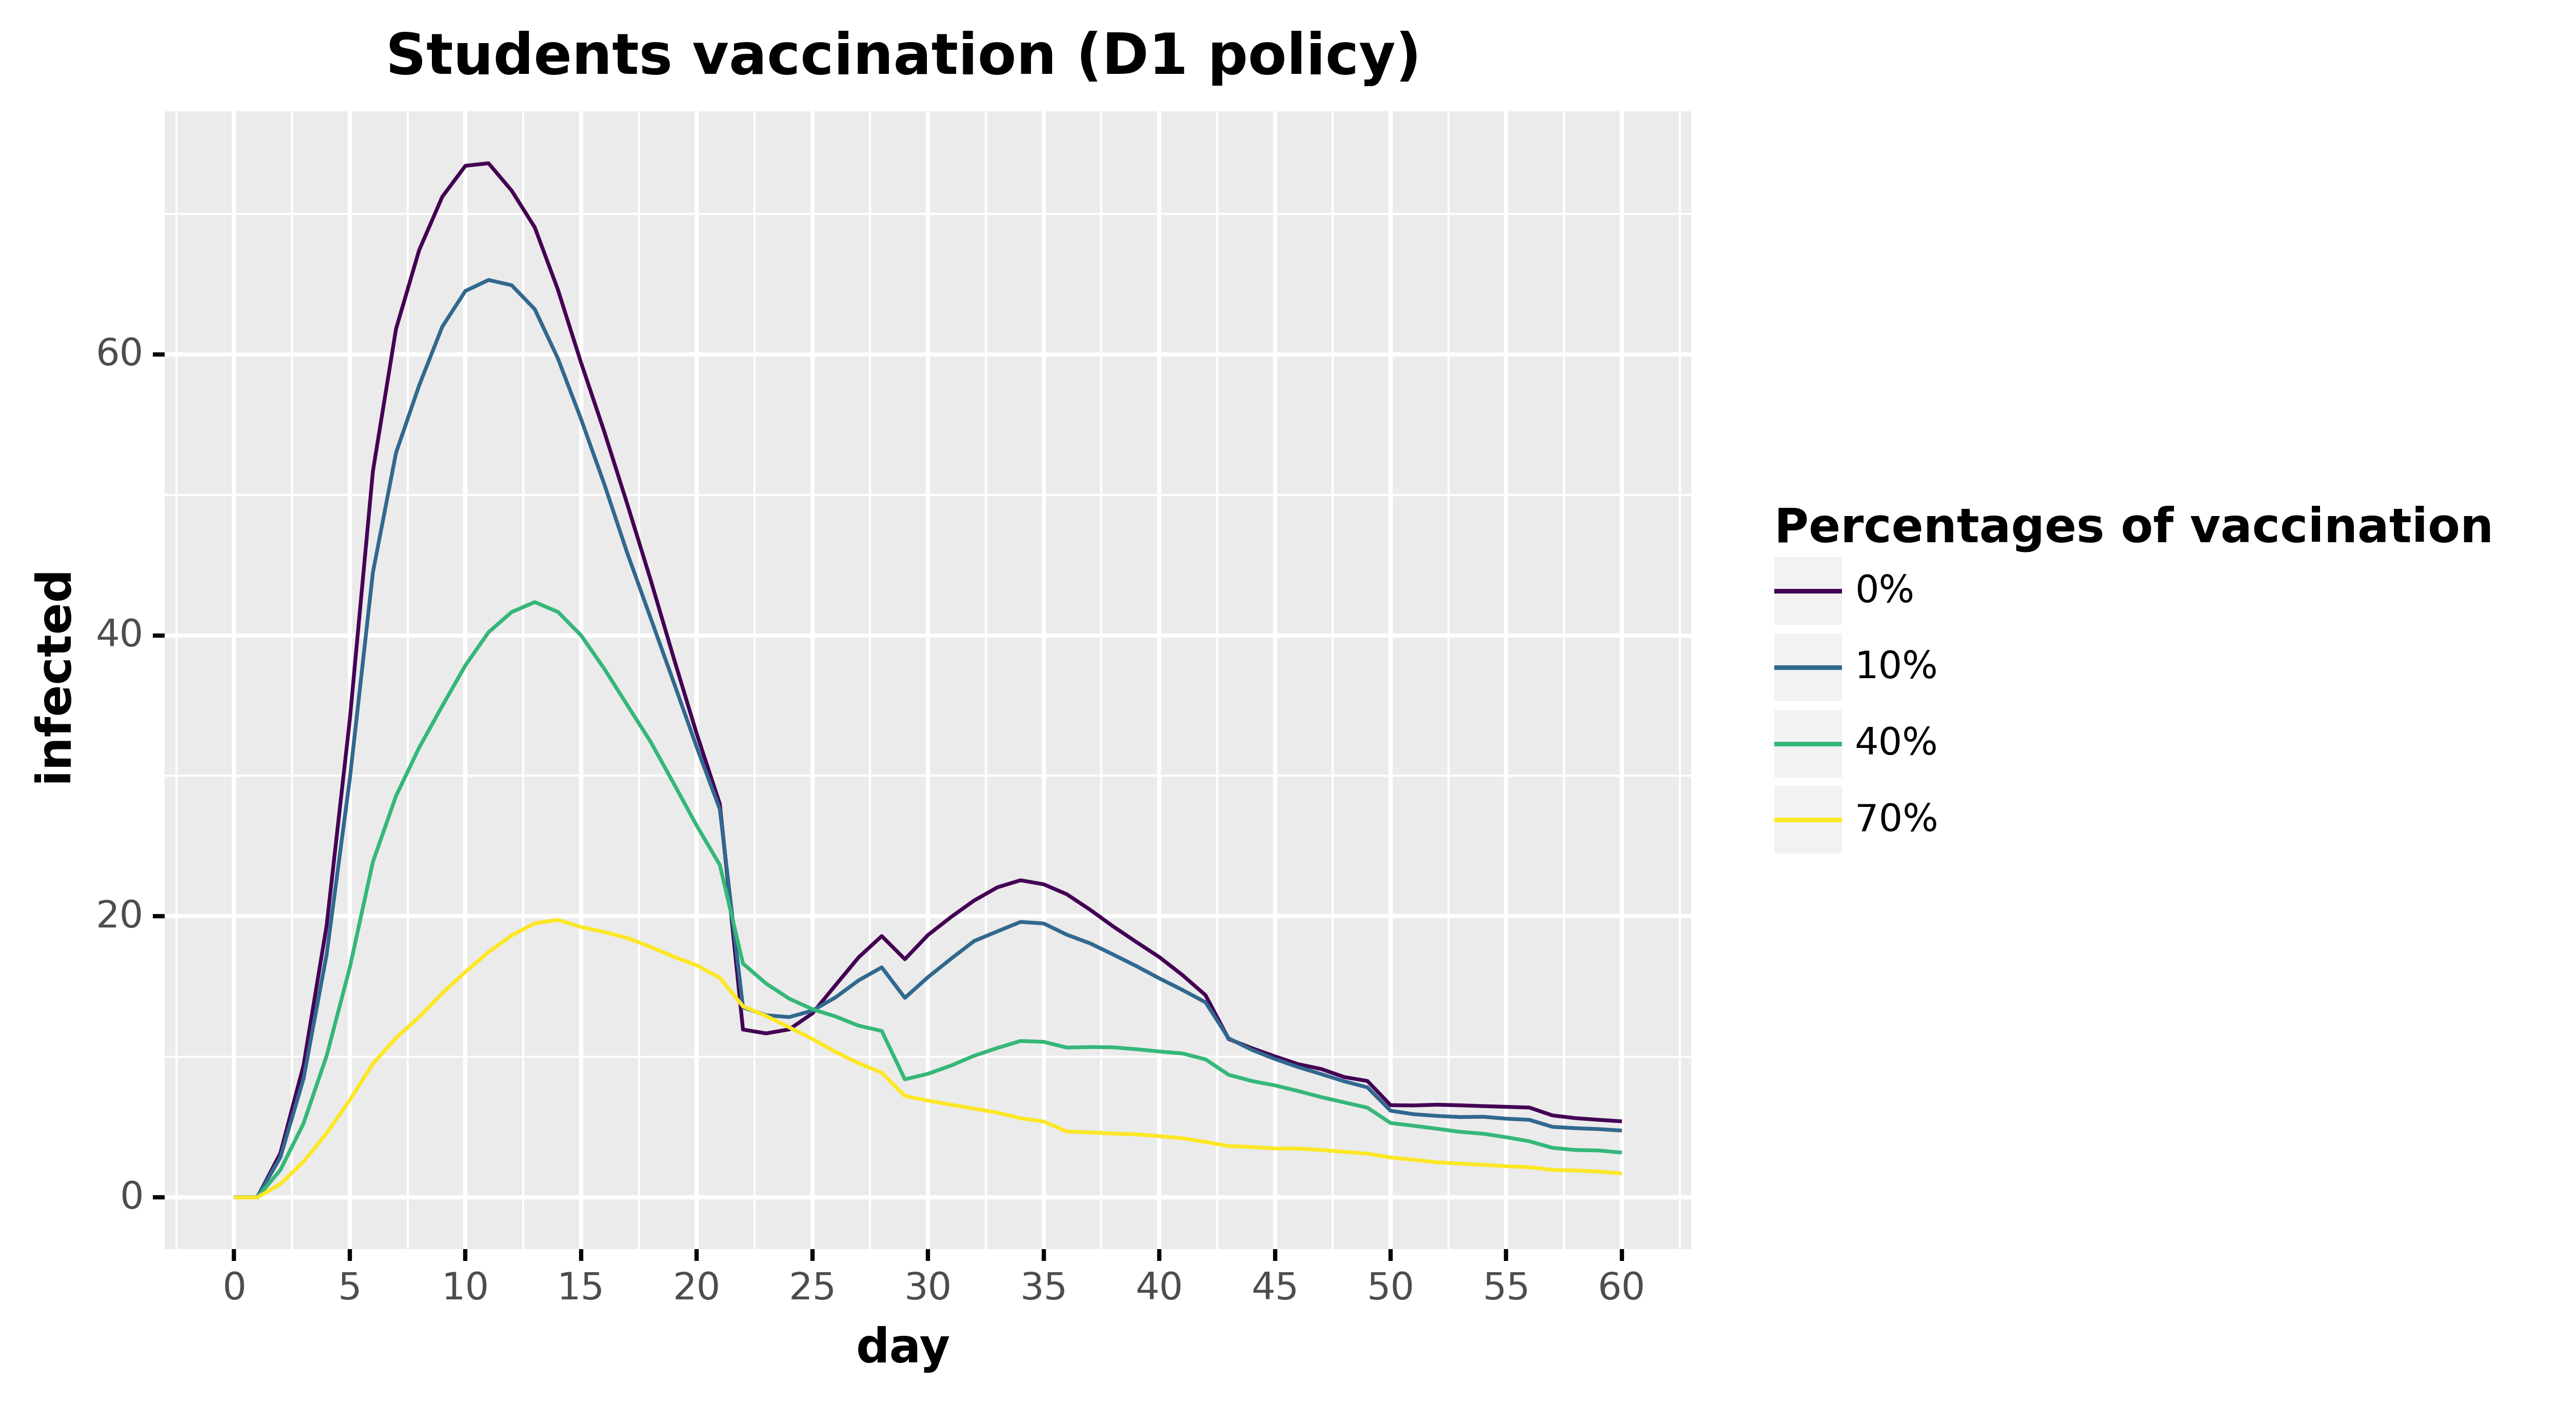 Students vaccination (D1 policy)
infected
60
40
20
0
0 5 10 15 20 25 30 35 40 45 50 55 60
day
Percentages of vaccination
0%
10%
40%
70%